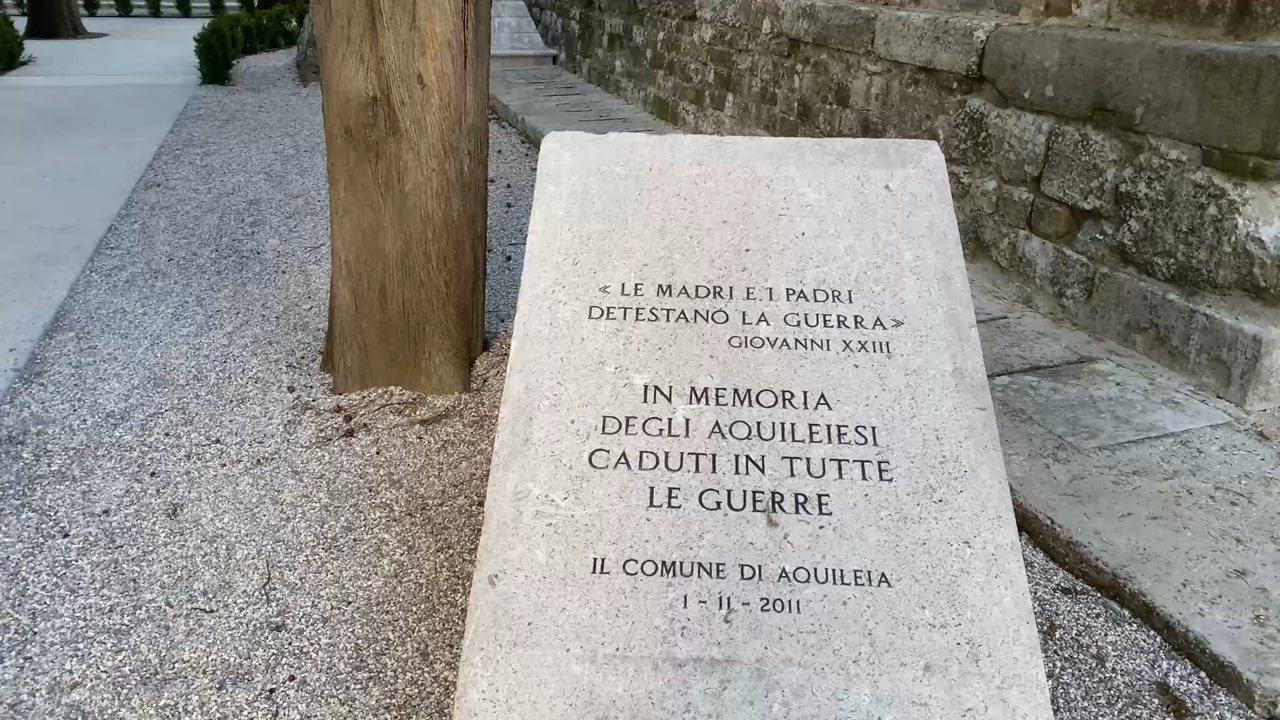 « LE MADRI E I PADRI
DETESTANO LA GUERRA»
GIOVANNI XXIII
IN MEMORIA
DEGLI AQUILEIESI
CADUTI IN TUTTE
LE GUERRE
IL COMUNE DI AQUILEIA
1 - 11 - 2011